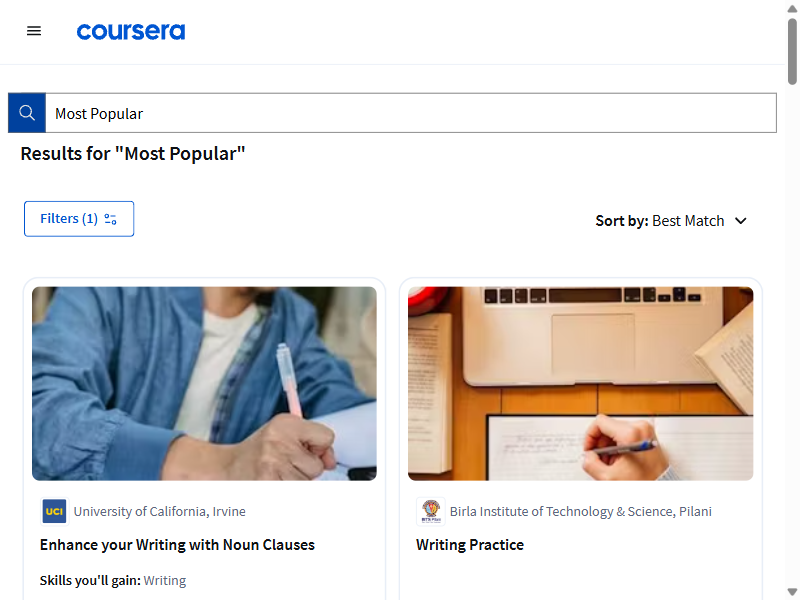 coursera
Most Popular
Results for "Most Popular"
Filters (1)
Sort by: Best Match
UCI
University of California, Irvine
Birla Institute of Technology & Science, Pilani
Enhance your Writing with Noun Clauses
Writing Practice
Skills you'll gain: Writing